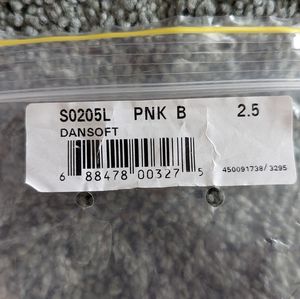 S0205L PNK B 2.5
DANSOFT
6 88478 00327 5
450091738/3295